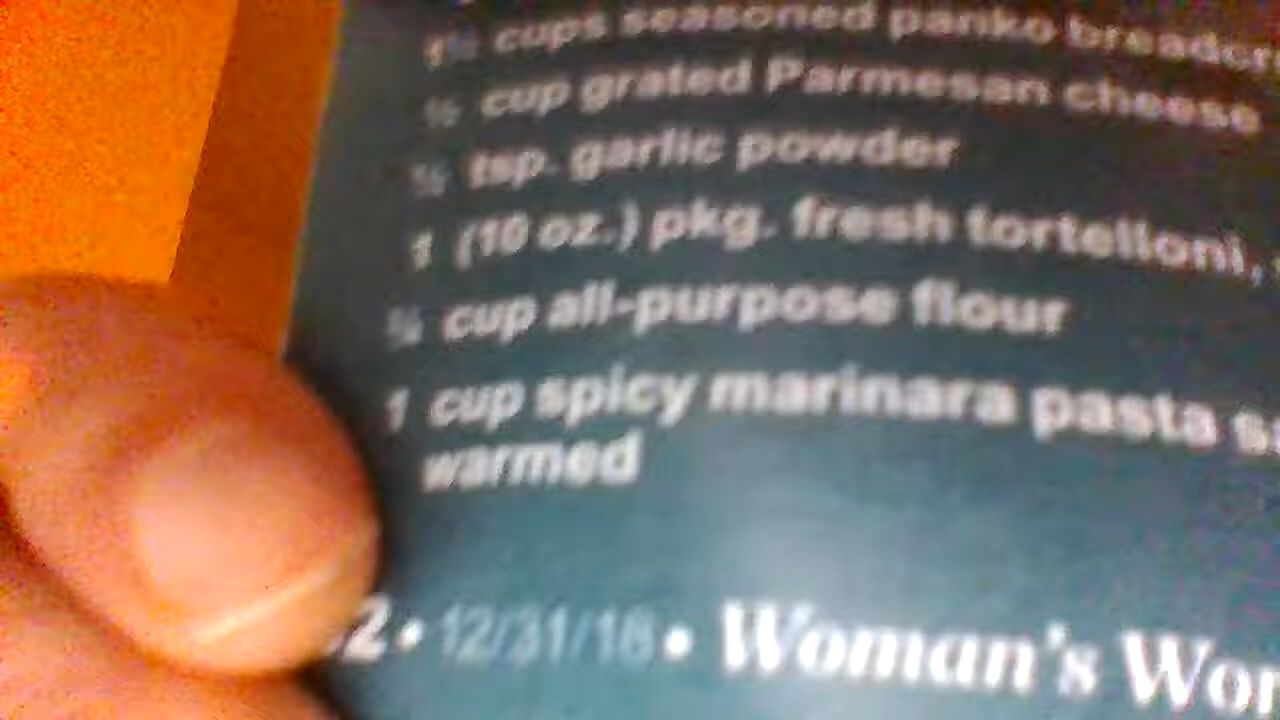 cups seasoned panko
cup grated Parmesan cheese
tsp. garlic powder
1 (10 oz.) pkg. fresh tortelloni,
cup all-purpose flour
1 cup spicy marinara pasta
warmed
2 • 12/31/18 • Woman's